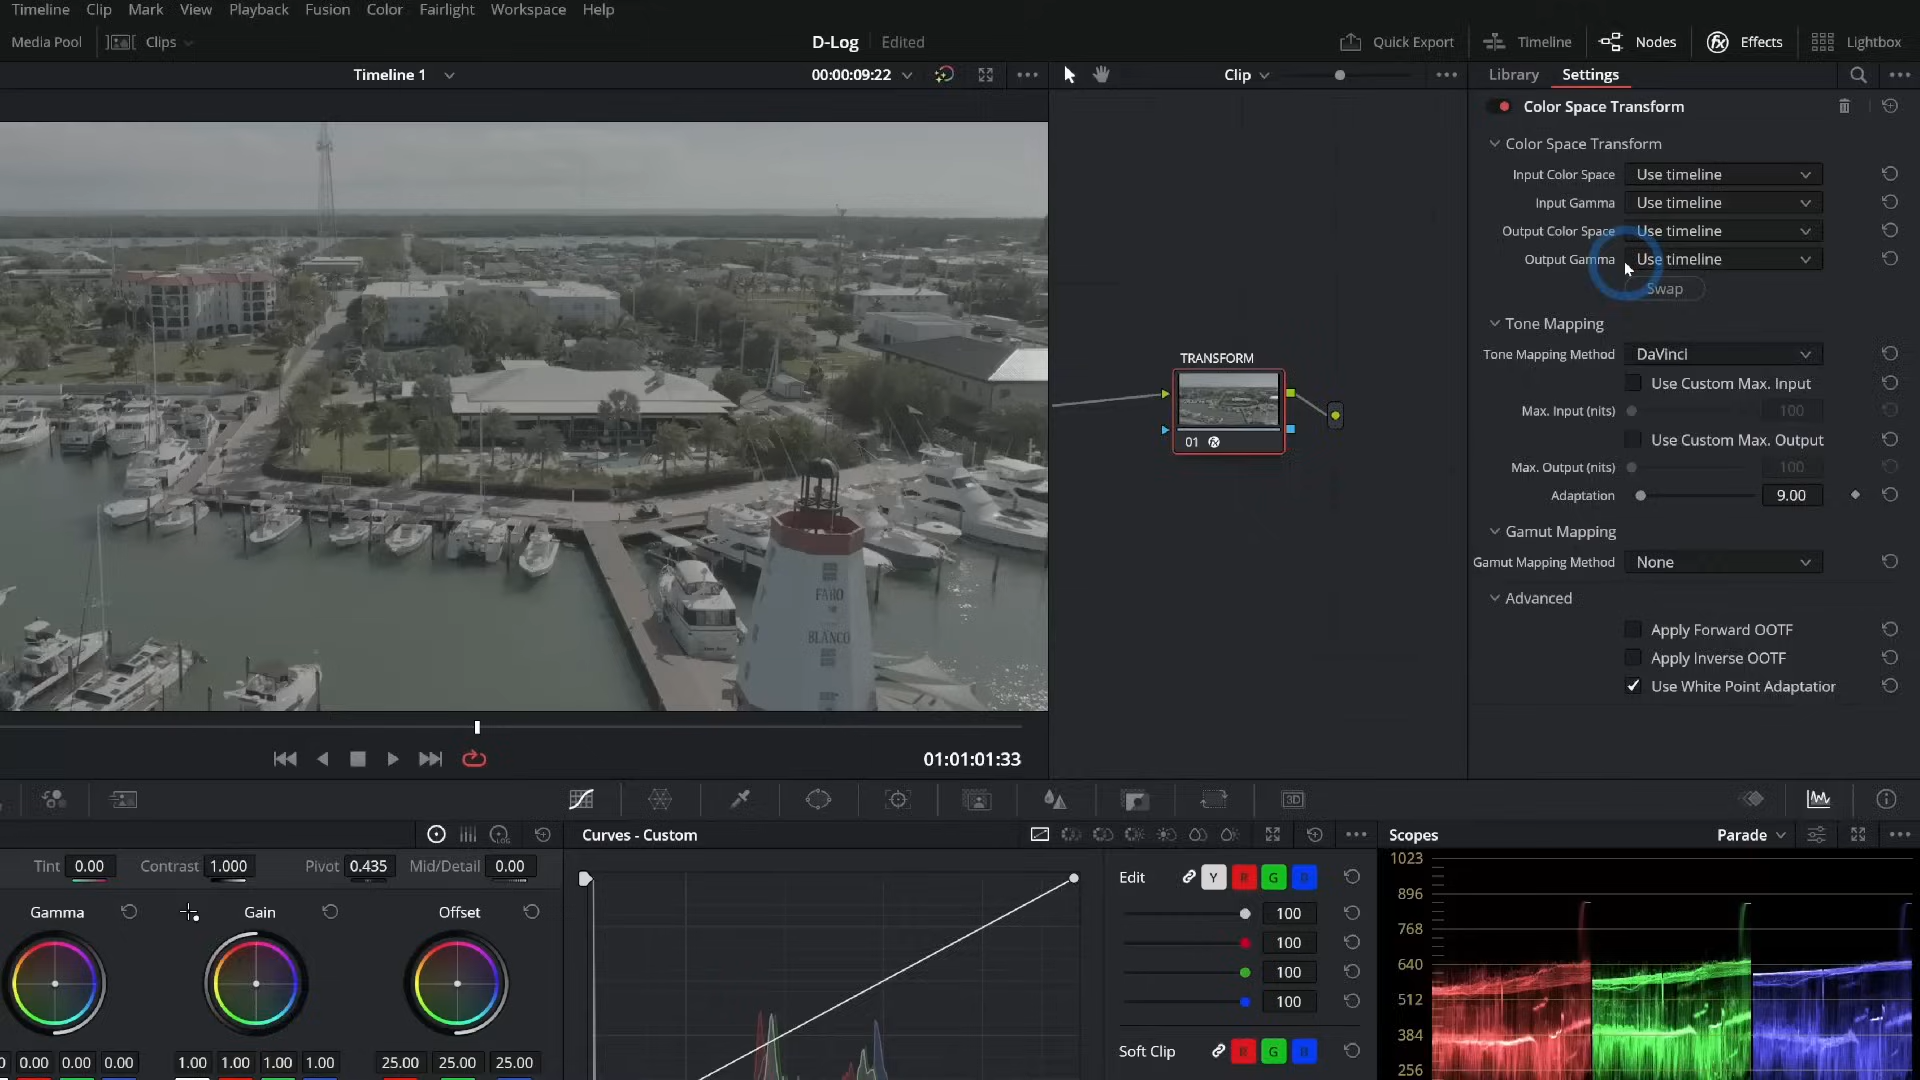 Timeline Clip Mark View Playback Fusion Color Fairlight Workspace Help
Media Pool Clips D-Log Edited Quick Export Timeline Nodes Effects Lightbox
Timeline 1 00:00:09:22 Clip Library Settings
Color Space Transform
Color Space Transform
Input Color Space Use timeline
Input Gamma Use timeline
Output Color Space Use timeline
Output Gamma Use timeline
Swap
Tone Mapping
Tone Mapping Method DaVinci
Use Custom Max. Input
Max. Input (nits) 100
Use Custom Max. Output
Max. Output (nits) 100
Adaptation 9.00
Gamut Mapping
Gamut Mapping Method None
Advanced
Apply Forward OOTF
Apply Inverse OOTF
Use White Point Adaptatior
TRANSFORM
01
FARO
BLANCO
01:01:01:33
3D
Curves - Custom
Scopes Parade
Tint 0.00 Contrast 1.000 Pivot 0.435 Mid/Detail 0.00
Gamma Gain Offset
0 0.00 0.00 0.00 1.00 1.00 1.00 1.00 25.00 25.00 25.00
Edit Y R G B
100
100
100
100
Soft Clip R G B
1023
896
768
640
512
384
256